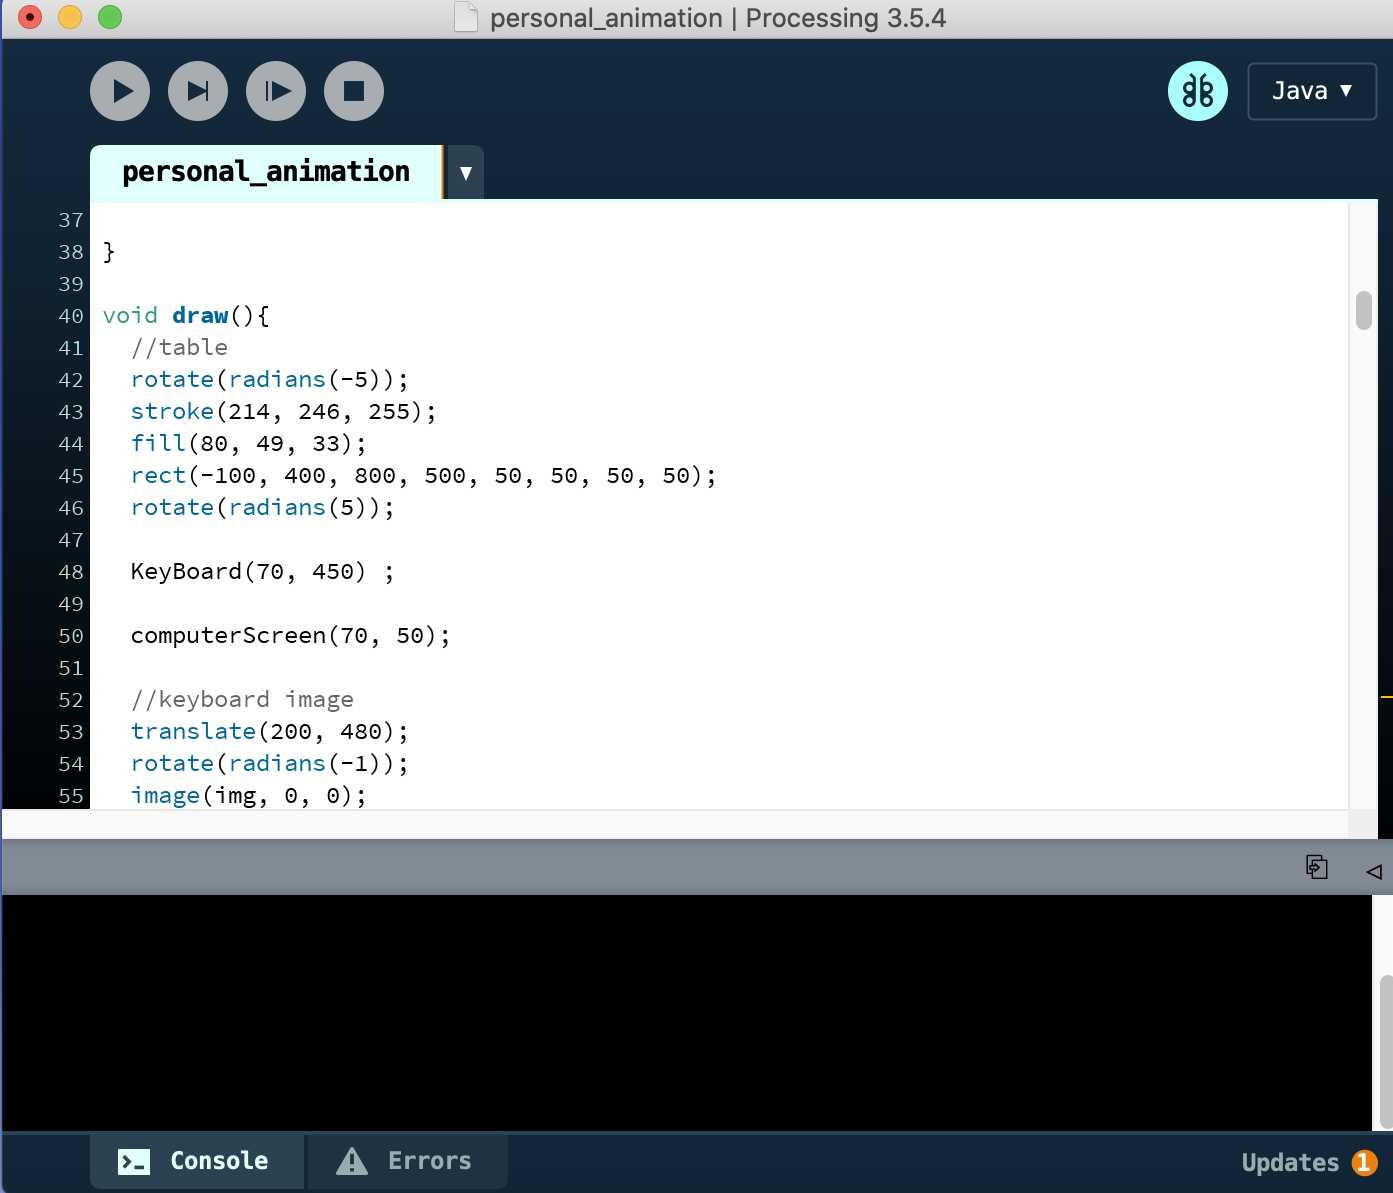 personal_animation | Processing 3.5.4
Java ▼
personal_animation ▼
37
38 }
39
40 void draw(){
41   //table
42   rotate(radians(-5));
43   stroke(214, 246, 255);
44   fill(80, 49, 33);
45   rect(-100, 400, 800, 500, 50, 50, 50, 50);
46   rotate(radians(5));
47
48   KeyBoard(70, 450) ;
49
50   computerScreen(70, 50);
51
52   //keyboard image
53   translate(200, 480);
54   rotate(radians(-1));
55   image(img, 0, 0);
Console Errors Updates 1